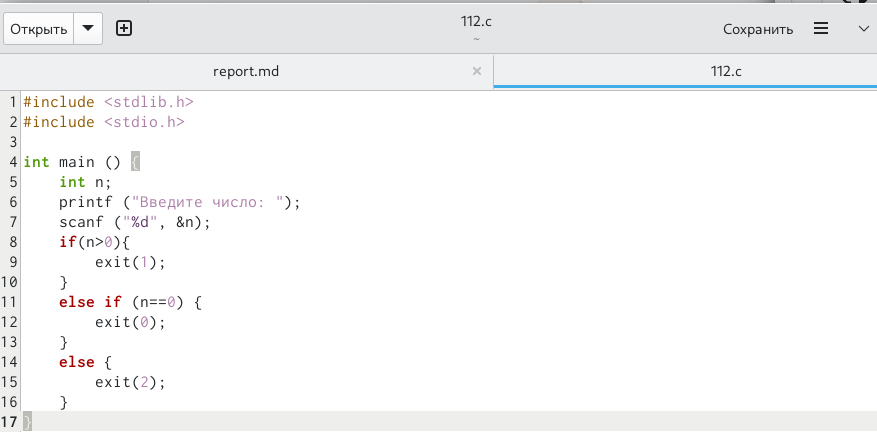 Открыть 112.c Сохранить
~
report.md × 112.c
1 #include <stdlib.h>
2 #include <stdio.h>
3
4 int main () {
5     int n;
6     printf ("Введите число: ");
7     scanf ("%d", &n);
8     if(n>0){
9         exit(1);
10     }
11     else if (n==0) {
12         exit(0);
13     }
14     else {
15         exit(2);
16     }
17 }